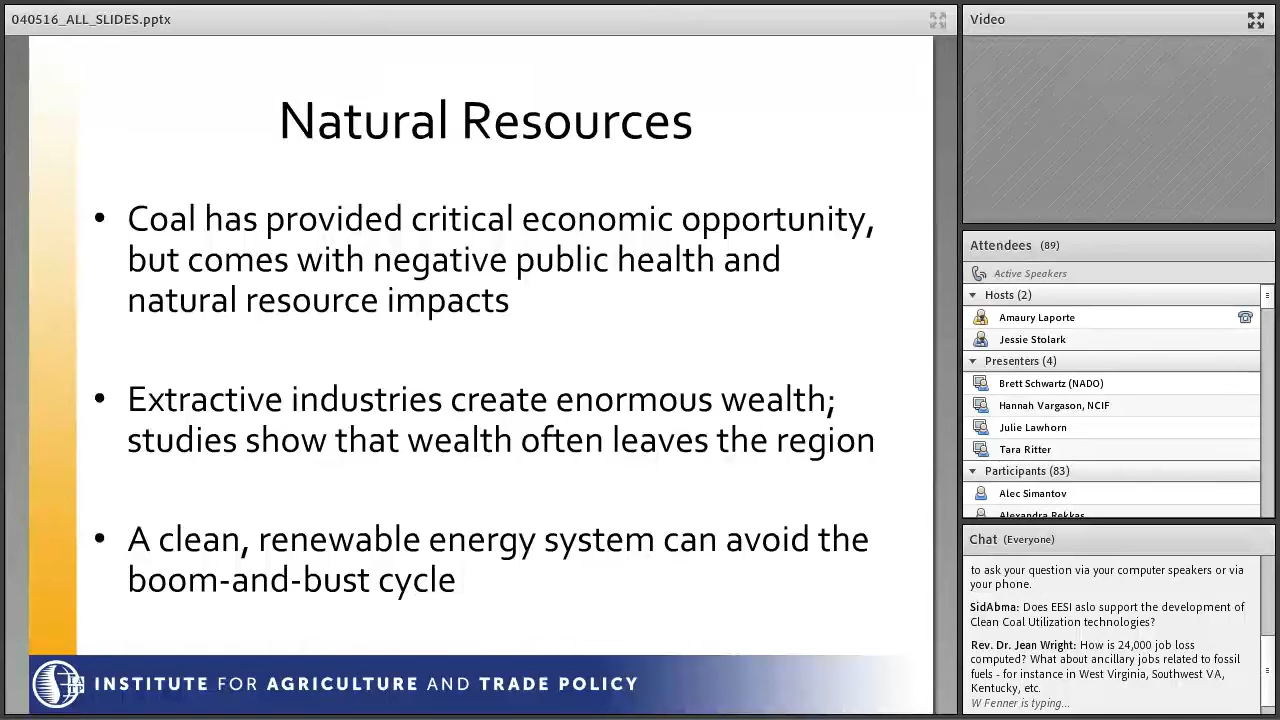 040516_ALL_SLIDES.pptx
Natural Resources
• Coal has provided critical economic opportunity,
but comes with negative public health and
natural resource impacts
• Extractive industries create enormous wealth;
studies show that wealth often leaves the region
• A clean, renewable energy system can avoid the
boom-and-bust cycle
INSTITUTE FOR AGRICULTURE AND TRADE POLICY
Video
Attendees (89)
Active Speakers
Hosts (2)
Amaury Laporte
Jessie Stolark
Presenters (4)
Brett Schwartz (NADO)
Hannah Vargason, NCIF
Julie Lawhorn
Tara Ritter
Participants (83)
Alec Simantov
Alexandra Rekkas
Chat (Everyone)
to ask your question via your computer speakers or via
your phone.
SidAbma: Does EESI aslo support the development of
Clean Coal Utilization technologies?
Rev. Dr. Jean Wright: How is 24,000 job loss
computed? What about ancillary jobs related to fossil
fuels - for instance in West Virginia, Southwest VA,
Kentucky, etc.
W Fenner is typing...